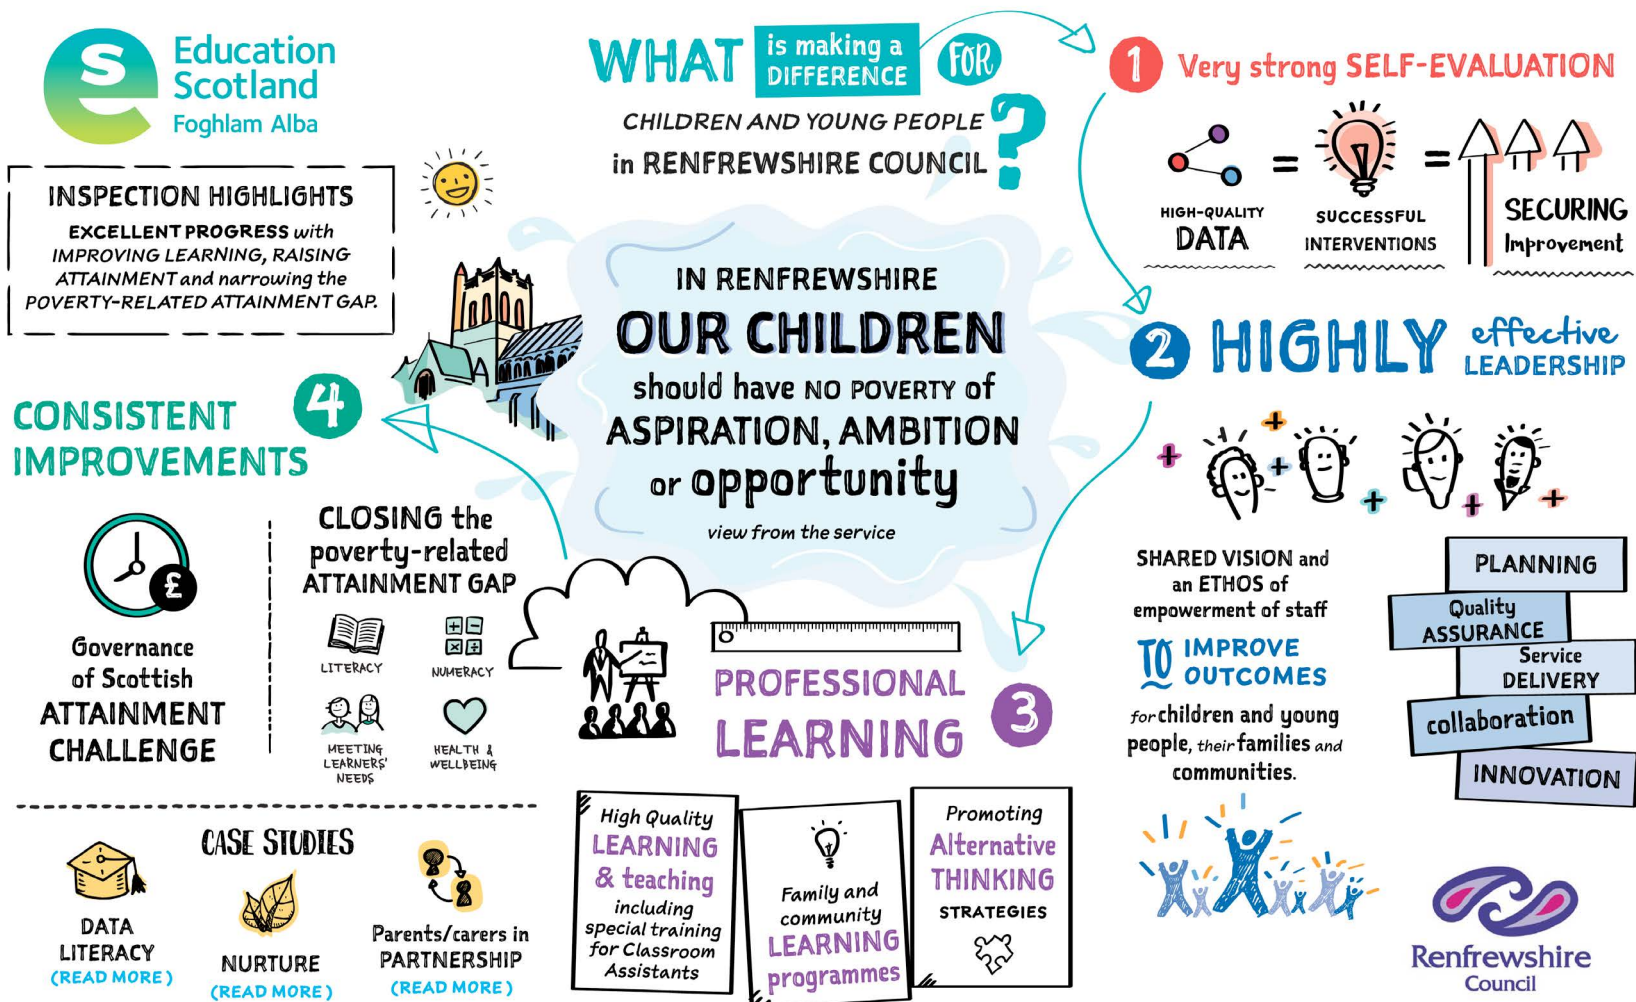 Education
Scotland
Foghlam Alba
INSPECTION HIGHLIGHTS
EXCELLENT PROGRESS with
IMPROVING LEARNING, RAISING
ATTAINMENT and narrowing the
POVERTY-RELATED ATTAINMENT GAP.
WHAT is making a DIFFERENCE FOR
CHILDREN AND YOUNG PEOPLE
in RENFREWSHIRE COUNCIL ?
IN RENFREWSHIRE
OUR CHILDREN
should have NO POVERTY of
ASPIRATION, AMBITION
or opportunity
view from the service
1 Very strong SELF-EVALUATION
HIGH-QUALITY
DATA
=
SUCCESSFUL
INTERVENTIONS
=
SECURING
Improvement
2 HIGHLY effective
LEADERSHIP
SHARED VISION and
an ETHOS of
empowerment of staff
TO IMPROVE
OUTCOMES
for children and young
people, their families and
communities.
PLANNING
Quality
ASSURANCE
Service
DELIVERY
collaboration
INNOVATION
PROFESSIONAL
LEARNING
3
High Quality
LEARNING
& teaching
including
special training
for Classroom
Assistants
Family and
community
LEARNING
programmes
Promoting
Alternative
THINKING
STRATEGIES
4
CONSISTENT
IMPROVEMENTS
£
Governance
of Scottish
ATTAINMENT
CHALLENGE
CLOSING the
poverty-related
ATTAINMENT GAP
LITERACY
NUMERACY
MEETING
LEARNERS'
NEEDS
HEALTH &
WELLBEING
CASE STUDIES
DATA
LITERACY
(READ MORE)
NURTURE
(READ MORE)
Parents/carers in
PARTNERSHIP
(READ MORE)
Renfrewshire
Council